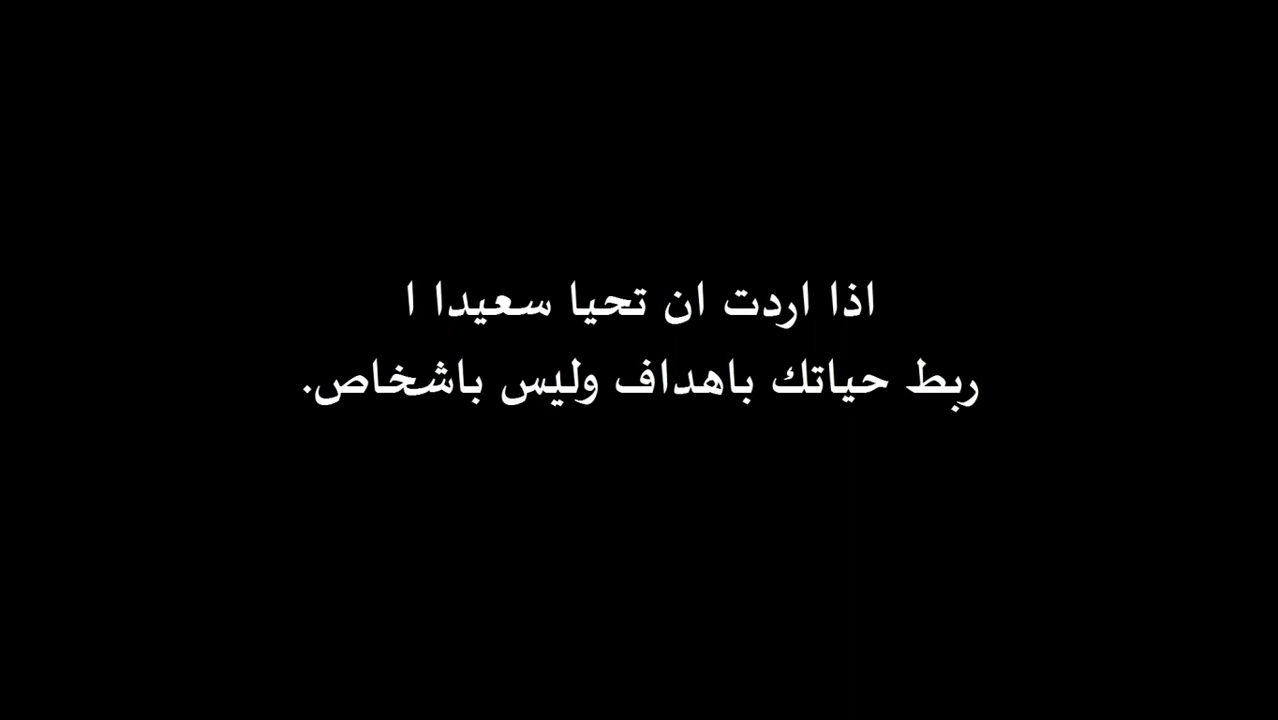 اذا اردت ان تحيا سعيدا ا
ربط حياتك باهداف وليس باشخاص.